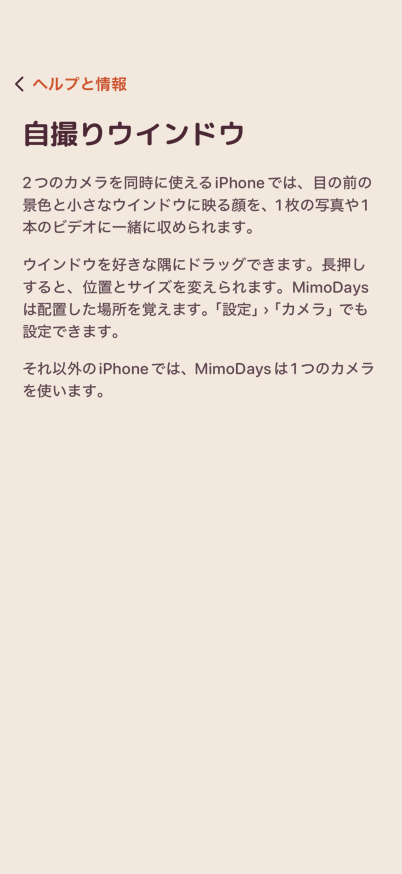 ヘルプと情報
自撮りウインドウ
2つのカメラを同時に使えるiPhoneでは、目の前の
景色と小さなウインドウに映る顔を、1枚の写真や1
本のビデオに一緒に収められます。
ウインドウを好きな隅にドラッグできます。長押し
すると、位置とサイズを変えられます。MimoDays
は配置した場所を覚えます。「設定」›「カメラ」でも
設定できます。
それ以外のiPhoneでは、MimoDaysは1つのカメラ
を使います。